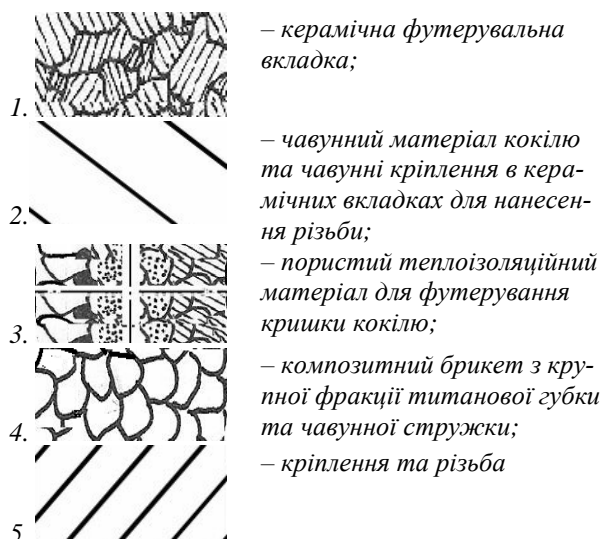 – керамічна футерувальна
вкладка;
1.
– чавунний матеріал кокілю
та чавунні кріплення в кера-
мічних вкладках для нанесен-
2.
ня різьби;
– пористий теплоізоляційний
матеріал для футерування
3.
кришки кокілю;
– композитний брикет з кру-
пної фракції титанової губки
4.
та чавунної стружки;
– кріплення та різьба
5